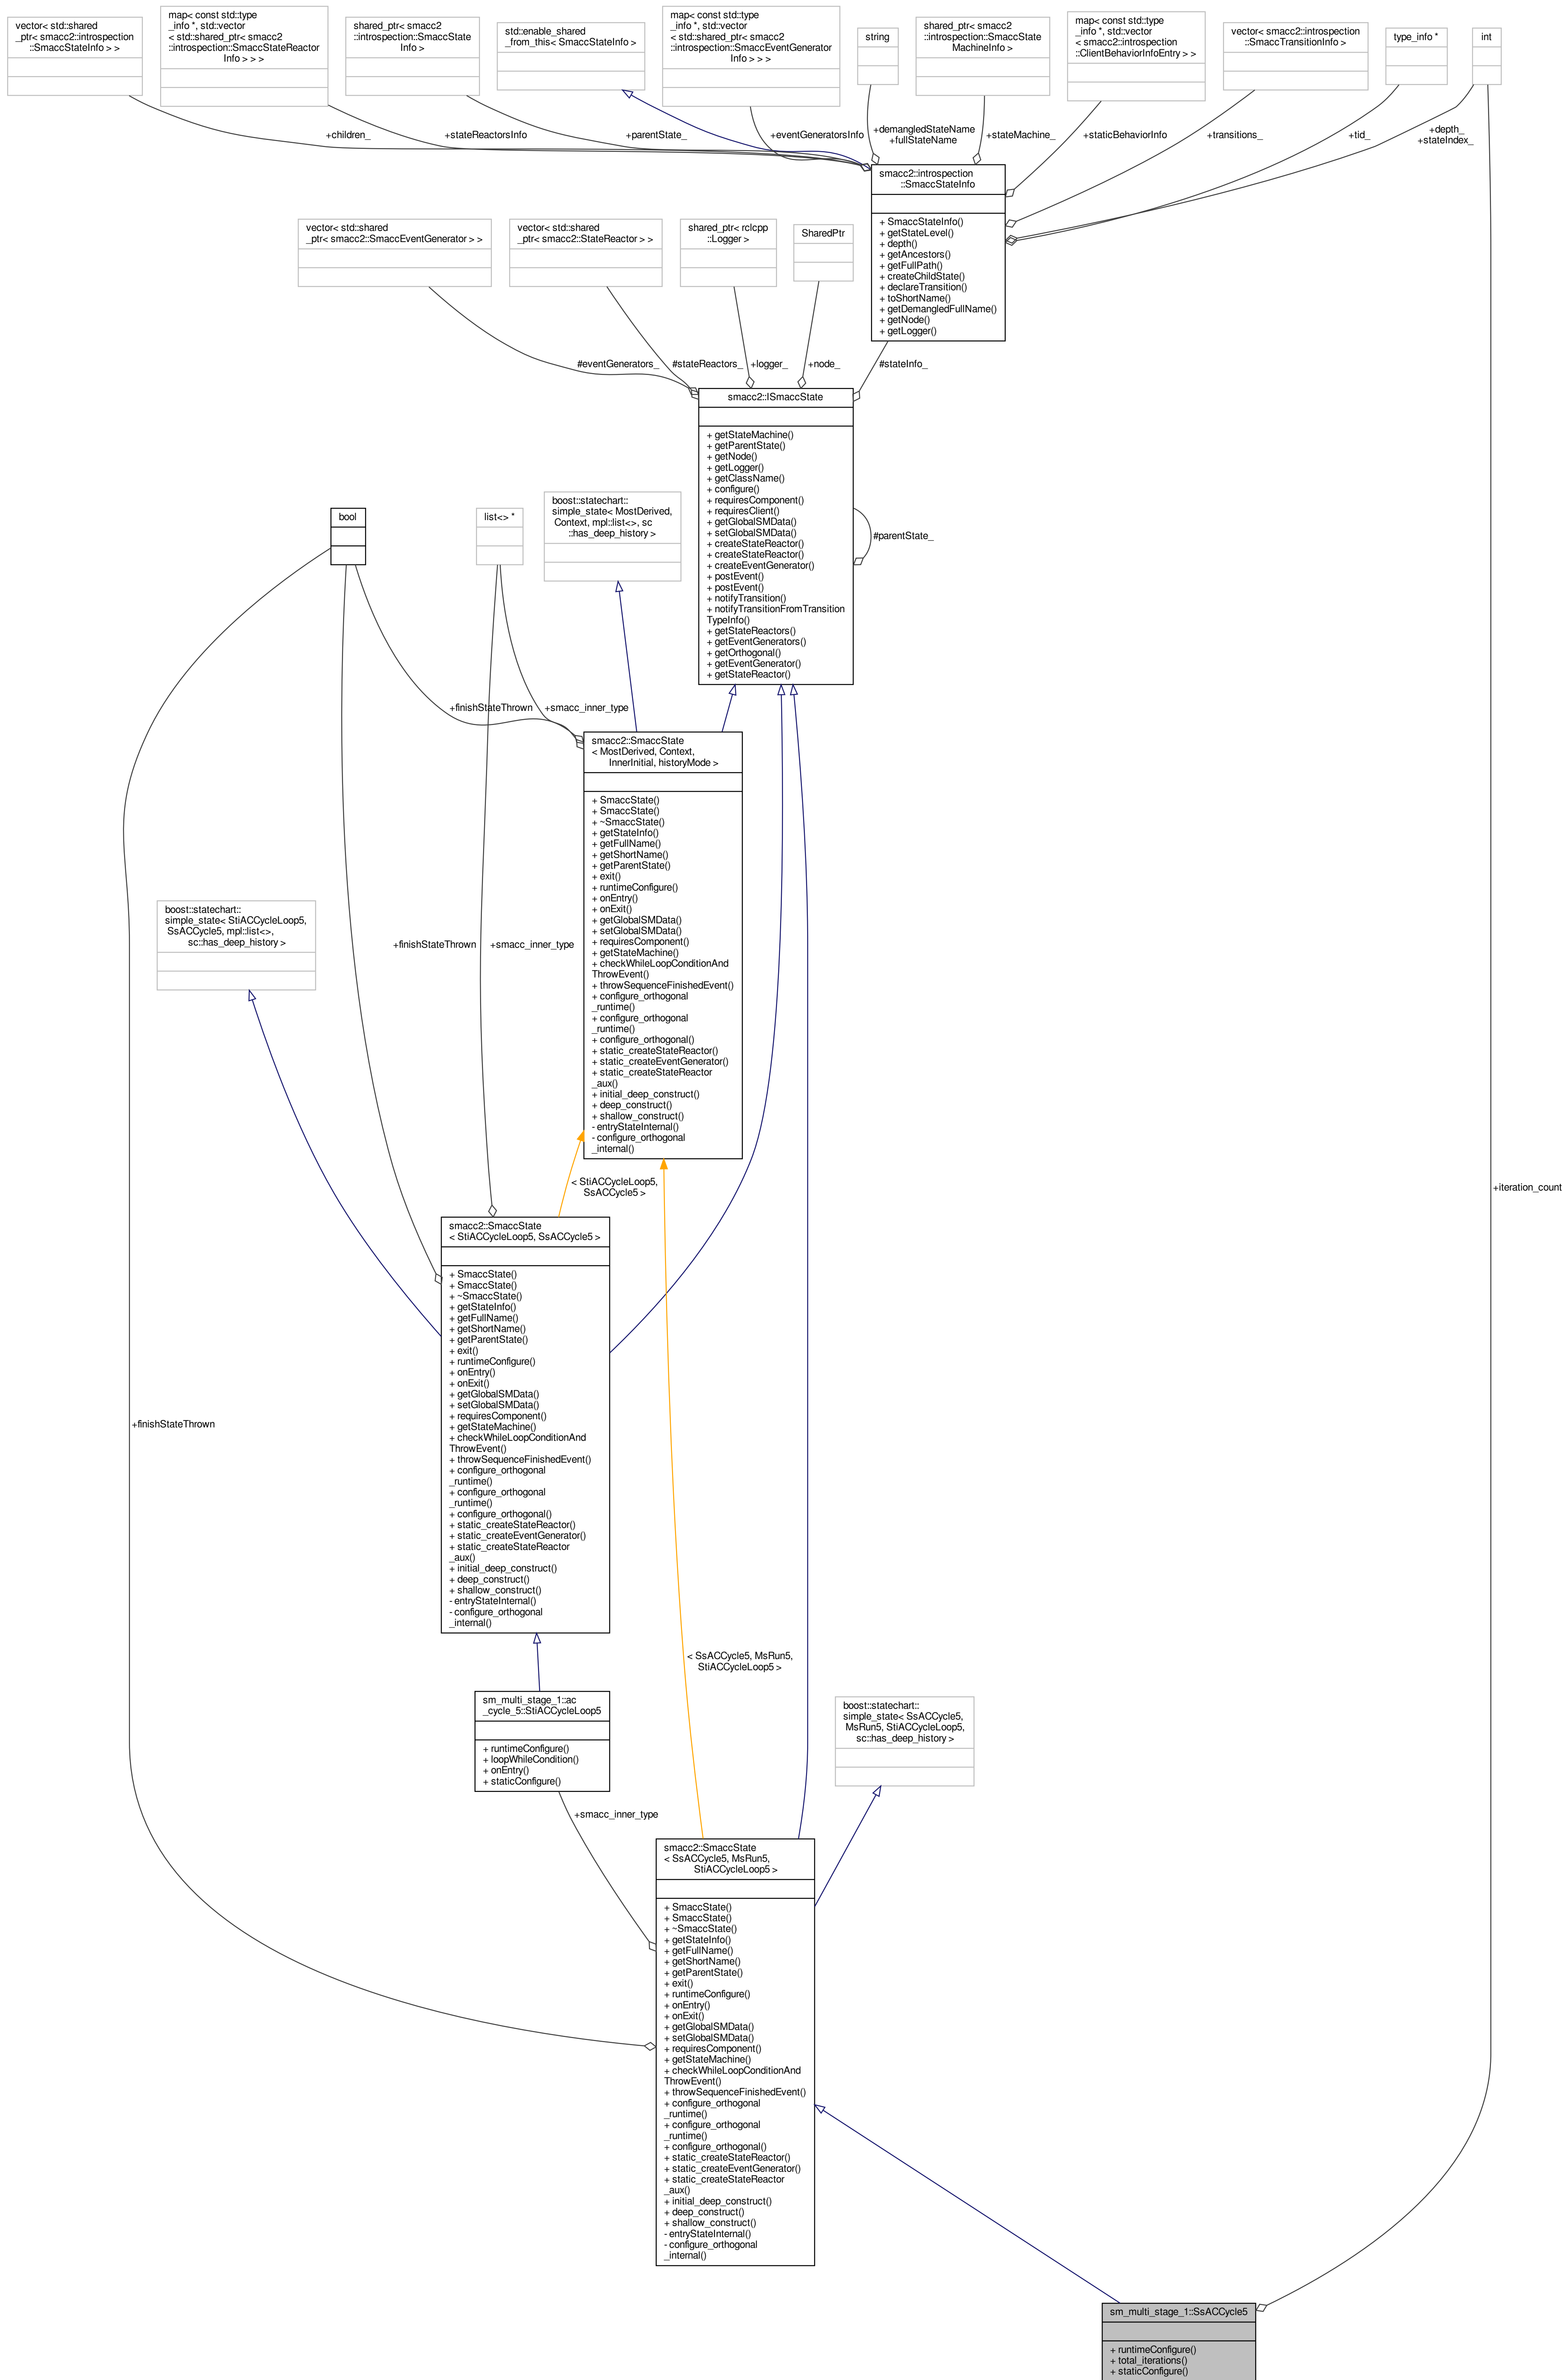 vector< std::shared
_ptr< smacc2::introspection
::SmaccStateInfo > >
map< const std::type
_info *, std::vector
< std::shared_ptr< smacc2
::introspection::SmaccStateReactor
Info > > >
shared_ptr< smacc2
::introspection::SmaccState
Info >
std::enable_shared
_from_this< SmaccStateInfo >
map< const std::type
_info *, std::vector
< std::shared_ptr< smacc2
::introspection::SmaccEventGenerator
Info > > >
string
shared_ptr< smacc2
::introspection::SmaccState
MachineInfo >
map< const std::type
_info *, std::vector
< smacc2::introspection
::ClientBehaviorInfoEntry > >
vector< smacc2::introspection
::SmaccTransitionInfo >
type_info *
int
+children_
+stateReactorsInfo
+parentState_
+eventGeneratorsInfo
+demangledStateName
+fullStateName
+stateMachine_
+staticBehaviorInfo
+transitions_
+tid_
+depth_
+stateIndex_
smacc2::introspection
::SmaccStateInfo
+ SmaccStateInfo()
+ getStateLevel()
+ depth()
+ getAncestors()
+ getFullPath()
+ createChildState()
+ declareTransition()
+ toShortName()
+ getDemangledFullName()
+ getNode()
+ getLogger()
vector< std::shared
_ptr< smacc2::SmaccEventGenerator > >
vector< std::shared
_ptr< smacc2::StateReactor > >
shared_ptr< rclcpp
::Logger >
SharedPtr
#eventGenerators_
#stateReactors_
+logger_
+node_
#stateInfo_
smacc2::ISmaccState
+ getStateMachine()
+ getParentState()
+ getNode()
+ getLogger()
+ getClassName()
+ configure()
+ requiresComponent()
+ requiresClient()
+ getGlobalSMData()
+ setGlobalSMData()
+ createStateReactor()
+ createStateReactor()
+ createEventGenerator()
+ postEvent()
+ postEvent()
+ notifyTransition()
+ notifyTransitionFromTransition
TypeInfo()
+ getStateReactors()
+ getEventGenerators()
+ getOrthogonal()
+ getEventGenerator()
+ getStateReactor()
#parentState_
bool
list<> *
boost::statechart::
simple_state< MostDerived,
Context, mpl::list<>, sc
::has_deep_history >
+finishStateThrown
+smacc_inner_type
smacc2::SmaccState
< MostDerived, Context,
InnerInitial, historyMode >
+ SmaccState()
+ SmaccState()
+ ~SmaccState()
+ getStateInfo()
+ getFullName()
+ getShortName()
+ getParentState()
+ exit()
+ runtimeConfigure()
+ onEntry()
+ onExit()
+ getGlobalSMData()
+ setGlobalSMData()
+ requiresComponent()
+ getStateMachine()
+ checkWhileLoopConditionAnd
ThrowEvent()
+ throwSequenceFinishedEvent()
+ configure_orthogonal
_runtime()
+ configure_orthogonal
_runtime()
+ configure_orthogonal()
+ static_createStateReactor()
+ static_createEventGenerator()
+ static_createStateReactor
_aux()
+ initial_deep_construct()
+ deep_construct()
+ shallow_construct()
- entryStateInternal()
- configure_orthogonal
_internal()
boost::statechart::
simple_state< StiACCycleLoop5,
SsACCycle5, mpl::list<>,
sc::has_deep_history >
+finishStateThrown
+smacc_inner_type
< StiACCycleLoop5,
SsACCycle5 >
+iteration_count
smacc2::SmaccState
< StiACCycleLoop5, SsACCycle5 >
+ SmaccState()
+ SmaccState()
+ ~SmaccState()
+ getStateInfo()
+ getFullName()
+ getShortName()
+ getParentState()
+ exit()
+ runtimeConfigure()
+ onEntry()
+ onExit()
+ getGlobalSMData()
+ setGlobalSMData()
+ requiresComponent()
+ getStateMachine()
+ checkWhileLoopConditionAnd
ThrowEvent()
+ throwSequenceFinishedEvent()
+ configure_orthogonal
_runtime()
+ configure_orthogonal
_runtime()
+ configure_orthogonal()
+ static_createStateReactor()
+ static_createEventGenerator()
+ static_createStateReactor
_aux()
+ initial_deep_construct()
+ deep_construct()
+ shallow_construct()
- entryStateInternal()
- configure_orthogonal
_internal()
+finishStateThrown
< SsACCycle5, MsRun5,
StiACCycleLoop5 >
sm_multi_stage_1::ac
_cycle_5::StiACCycleLoop5
+ runtimeConfigure()
+ loopWhileCondition()
+ onEntry()
+ staticConfigure()
boost::statechart::
simple_state< SsACCycle5,
MsRun5, StiACCycleLoop5,
sc::has_deep_history >
+smacc_inner_type
smacc2::SmaccState
< SsACCycle5, MsRun5,
StiACCycleLoop5 >
+ SmaccState()
+ SmaccState()
+ ~SmaccState()
+ getStateInfo()
+ getFullName()
+ getShortName()
+ getParentState()
+ exit()
+ runtimeConfigure()
+ onEntry()
+ onExit()
+ getGlobalSMData()
+ setGlobalSMData()
+ requiresComponent()
+ getStateMachine()
+ checkWhileLoopConditionAnd
ThrowEvent()
+ throwSequenceFinishedEvent()
+ configure_orthogonal
_runtime()
+ configure_orthogonal
_runtime()
+ configure_orthogonal()
+ static_createStateReactor()
+ static_createEventGenerator()
+ static_createStateReactor
_aux()
+ initial_deep_construct()
+ deep_construct()
+ shallow_construct()
- entryStateInternal()
- configure_orthogonal
_internal()
sm_multi_stage_1::SsACCycle5
+ runtimeConfigure()
+ total_iterations()
+ staticConfigure()